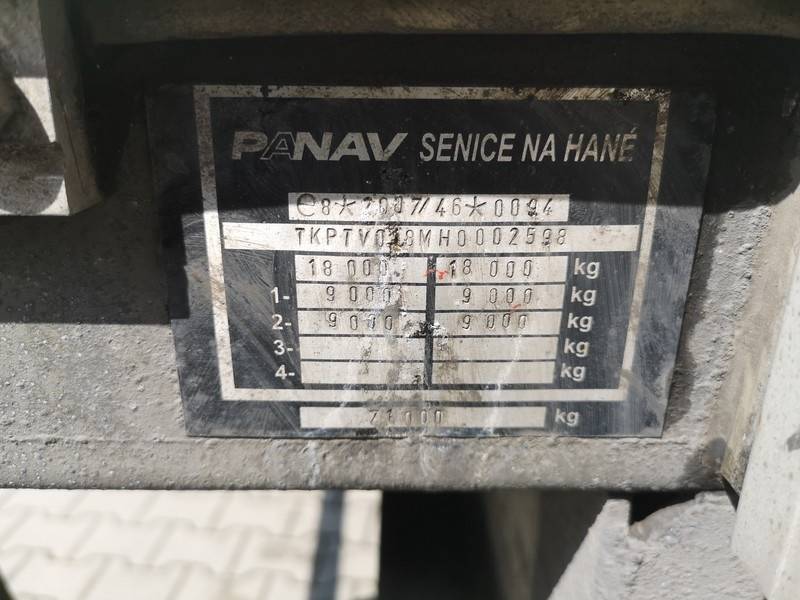 PANAV SENICE NA HANÉ
e8*2007/46*0094
TKPTV018MH0002598
18 000 18 000 kg
1- 9 000 9 000 kg
2- 9 000 9 000 kg
3- kg
4- kg
kg